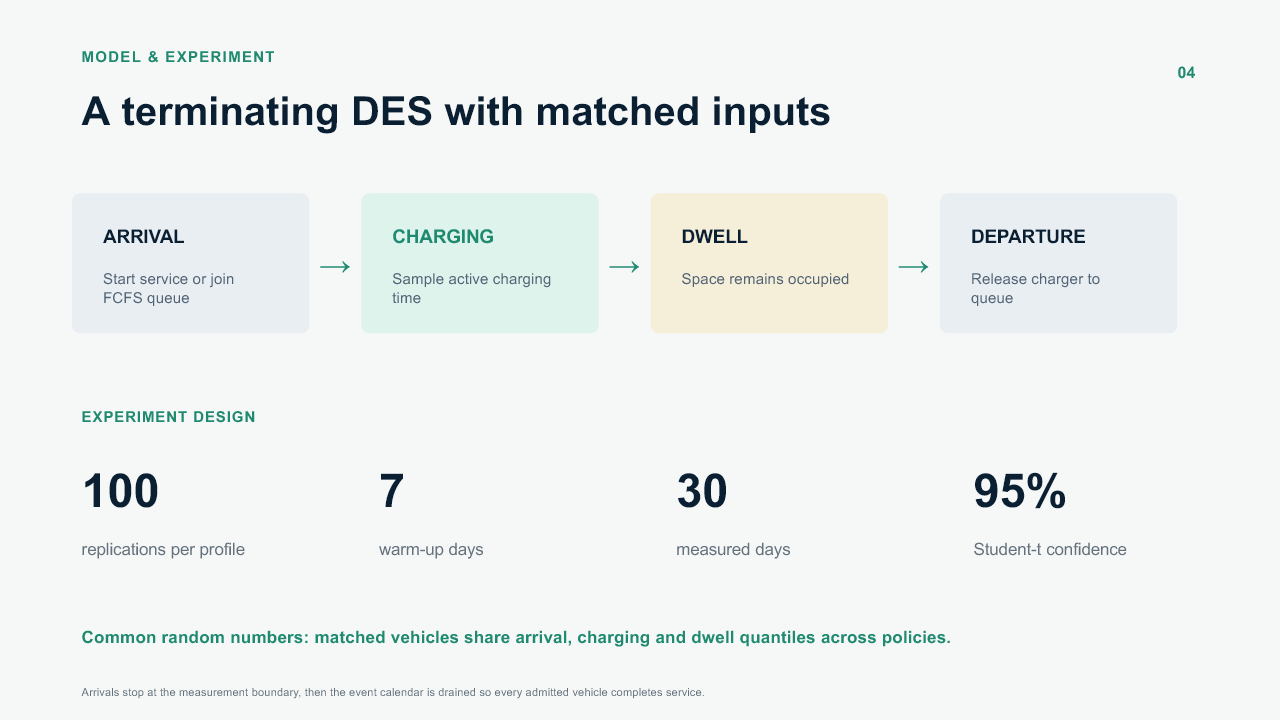 MODEL & EXPERIMENT
04
A terminating DES with matched inputs
ARRIVAL
Start service or join
FCFS queue
→
CHARGING
Sample active charging
time
→
DWELL
Space remains occupied
→
DEPARTURE
Release charger to
queue
EXPERIMENT DESIGN
100
replications per profile
7
warm-up days
30
measured days
95%
Student-t confidence
Common random numbers: matched vehicles share arrival, charging and dwell quantiles across policies.
Arrivals stop at the measurement boundary, then the event calendar is drained so every admitted vehicle completes service.